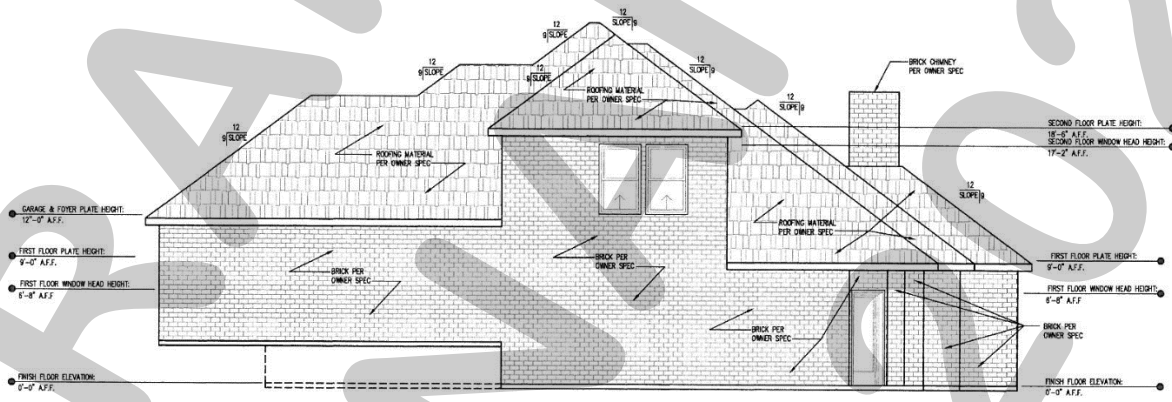 12
SLOPE 9
12
9 SLOPE
12
9 SLOPE
12
SLOPE 9
12
9 SLOPE
BRICK CHIMNEY
PER OWNER SPEC
ROOFING MATERIAL
PER OWNER SPEC
12
SLOPE 9
12
9 SLOPE
SECOND FLOOR PLATE HEIGHT:
18'-6" A.F.F.
SECOND FLOOR WINDOW HEAD HEIGHT:
17'-2" A.F.F.
ROOFING MATERIAL
PER OWNER SPEC
12
SLOPE 9
GARAGE & FOYER PLATE HEIGHT:
12'-0" A.F.F.
ROOFING MATERIAL
PER OWNER SPEC
FIRST FLOOR PLATE HEIGHT:
9'-0" A.F.F.
BRICK PER
OWNER SPEC
BRICK PER
OWNER SPEC
FIRST FLOOR PLATE HEIGHT:
9'-0" A.F.F.
FIRST FLOOR WINDOW HEAD HEIGHT:
6'-8" A.F.F
FIRST FLOOR WINDOW HEAD HEIGHT:
6'-8" A.F.F
BRICK PER
OWNER SPEC
BRICK PER
OWNER SPEC
FINISH FLOOR ELEVATION:
0'-0" A.F.F.
FINISH FLOOR ELEVATION:
0'-0" A.F.F.